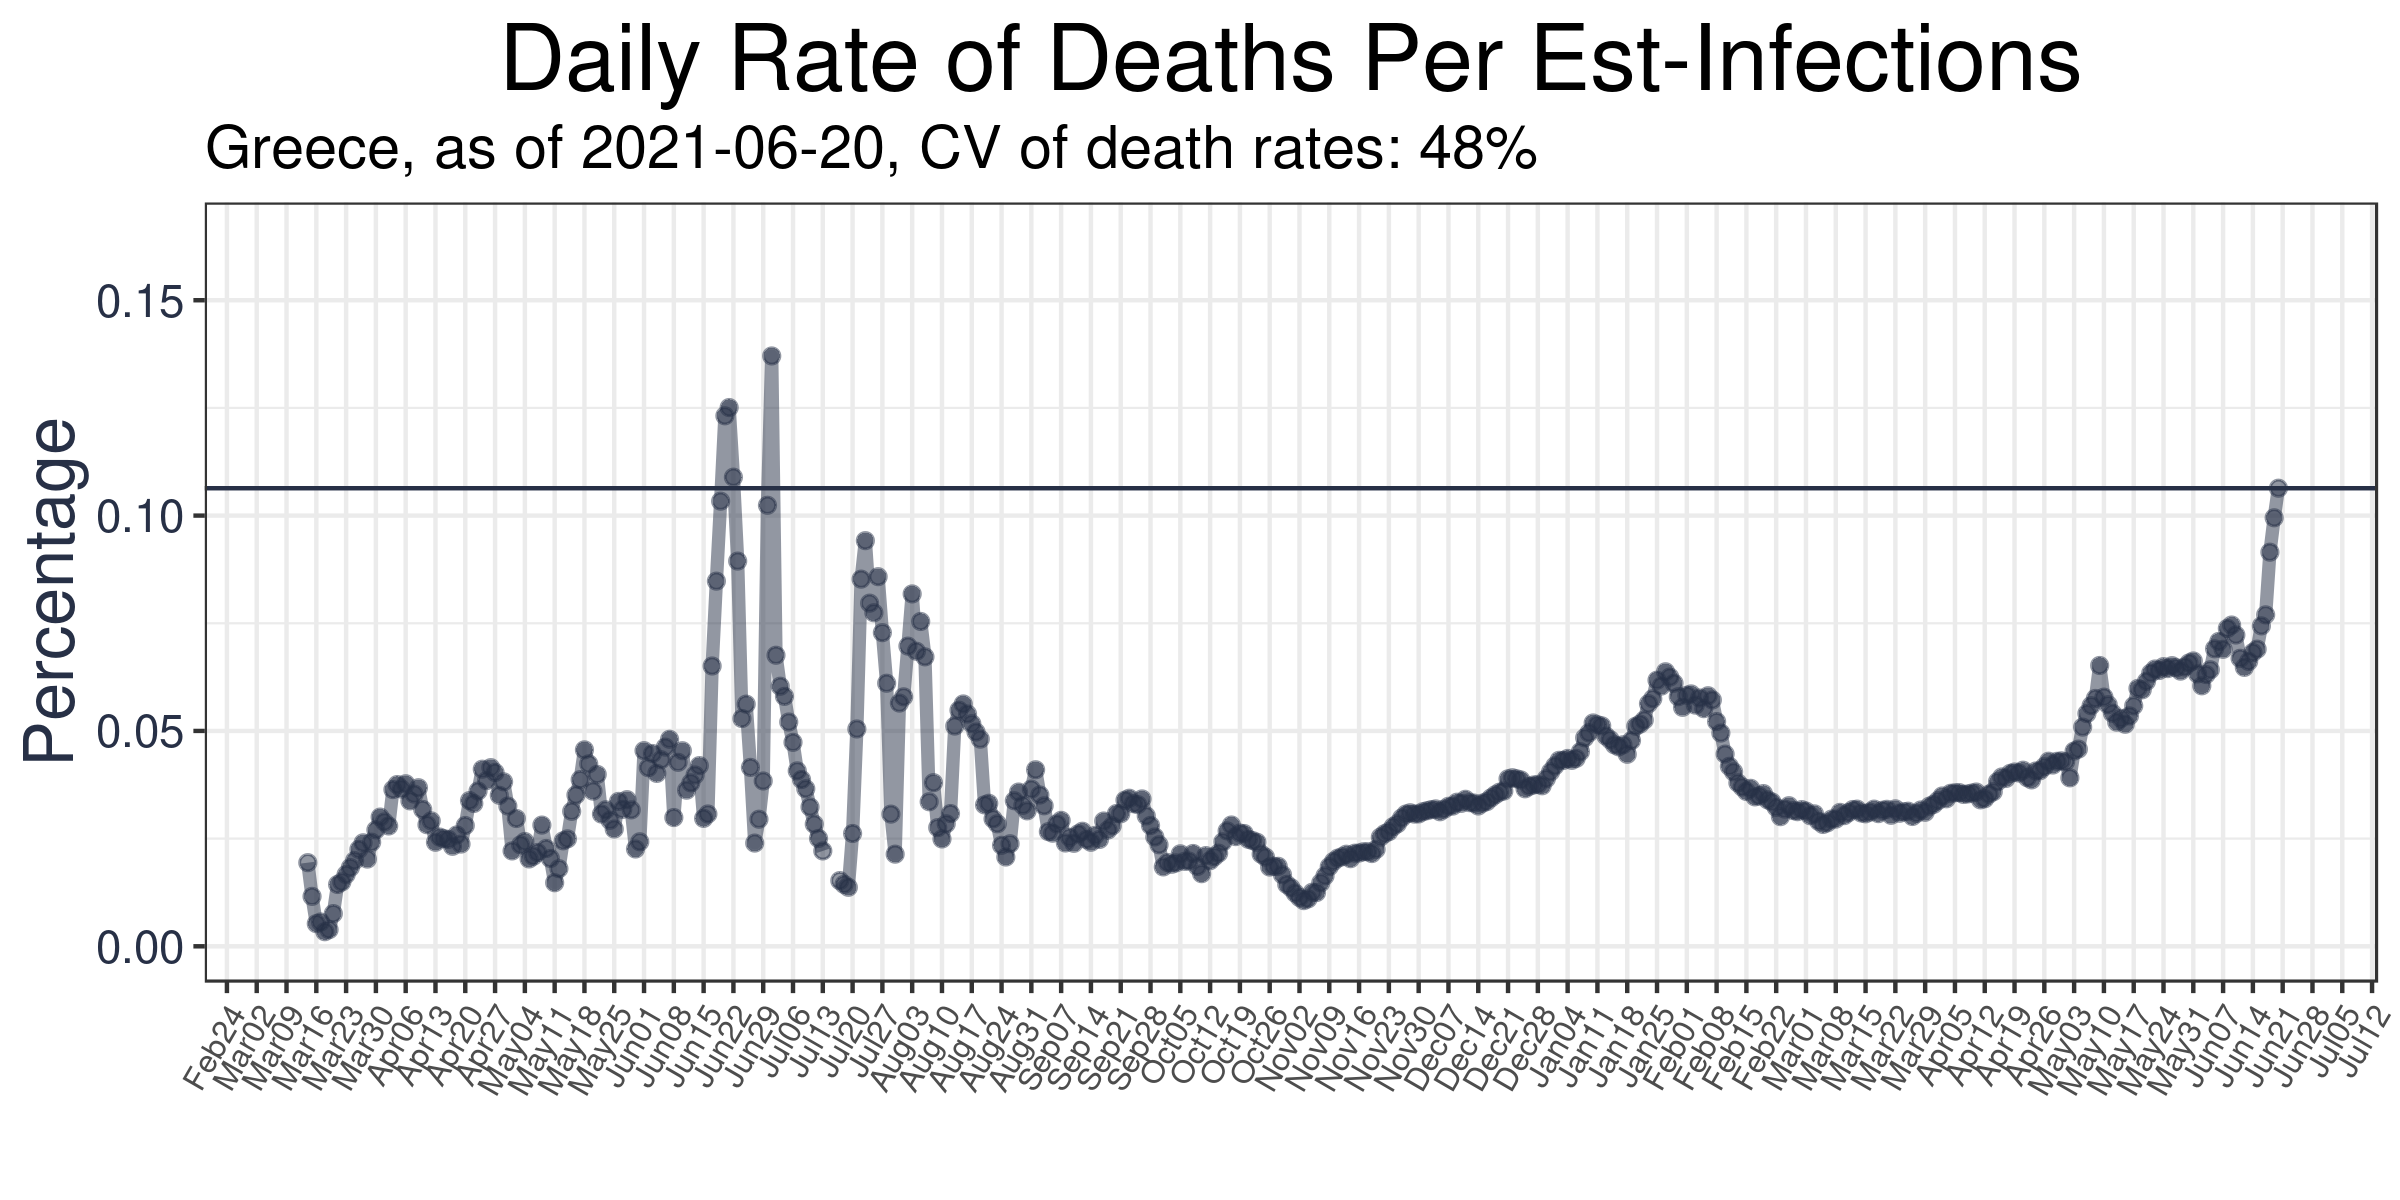 Daily Rate of Deaths Per Est-Infections
Greece, as of 2021-06-20, CV of death rates: 48%
Percentage
0.15
0.10
0.05
0.00
Feb24
Mar02
Mar09
Mar16
Mar23
Mar30
Apr06
Apr13
Apr20
Apr27
May04
May11
May18
May25
Jun01
Jun08
Jun15
Jun22
Jun29
Jul06
Jul13
Jul20
Jul27
Aug03
Aug10
Aug17
Aug24
Aug31
Sep07
Sep14
Sep21
Sep28
Oct05
Oct12
Oct19
Oct26
Nov02
Nov09
Nov16
Nov23
Nov30
Dec07
Dec14
Dec21
Dec28
Jan04
Jan11
Jan18
Jan25
Feb01
Feb08
Feb15
Feb22
Mar01
Mar08
Mar15
Mar22
Mar29
Apr05
Apr12
Apr19
Apr26
May03
May10
May17
May24
May31
Jun07
Jun14
Jun21
Jun28
Jul05
Jul12